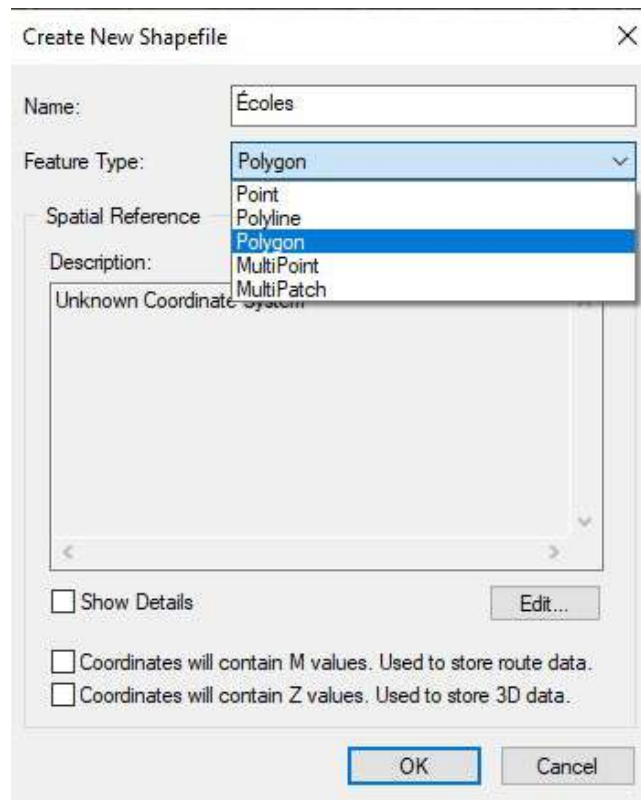 Create New Shapefile
Name: Écoles
Feature Type: Polygon
Point
Spatial Reference Polyline
Polygon
Description: MultiPoint
MultiPatch
Unknown Coordinate System
Show Details Edit...
Coordinates will contain M values. Used to store route data.
Coordinates will contain Z values. Used to store 3D data.
OK Cancel